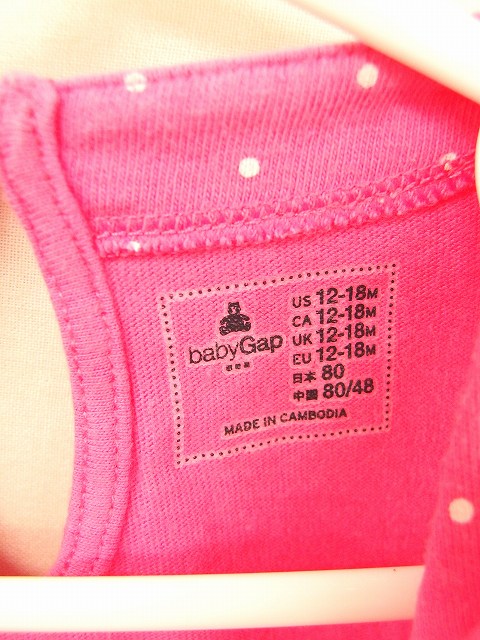 babyGap
US 12-18M
CA 12-18M
UK 12-18M
EU 12-18M
日本 80
中国 80/48
MADE IN CAMBODIA